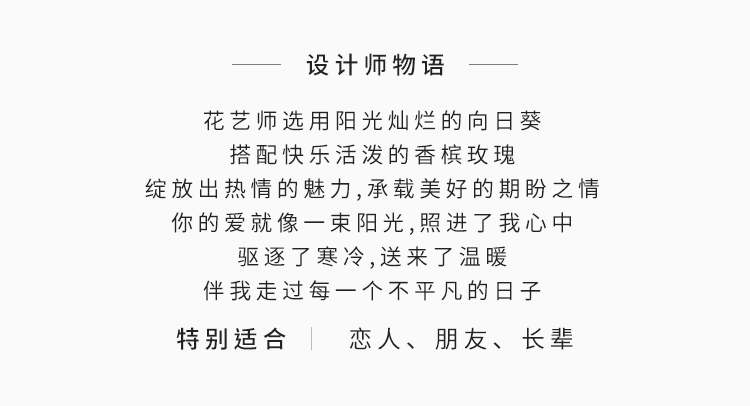 设计师物语
花艺师选用阳光灿烂的向日葵
搭配快乐活泼的香槟玫瑰
绽放出热情的魅力,承载美好的期盼之情
你的爱就像一束阳光,照进了我心中
驱逐了寒冷,送来了温暖
伴我走过每一个不平凡的日子
特别适合｜ 恋人、朋友、长辈